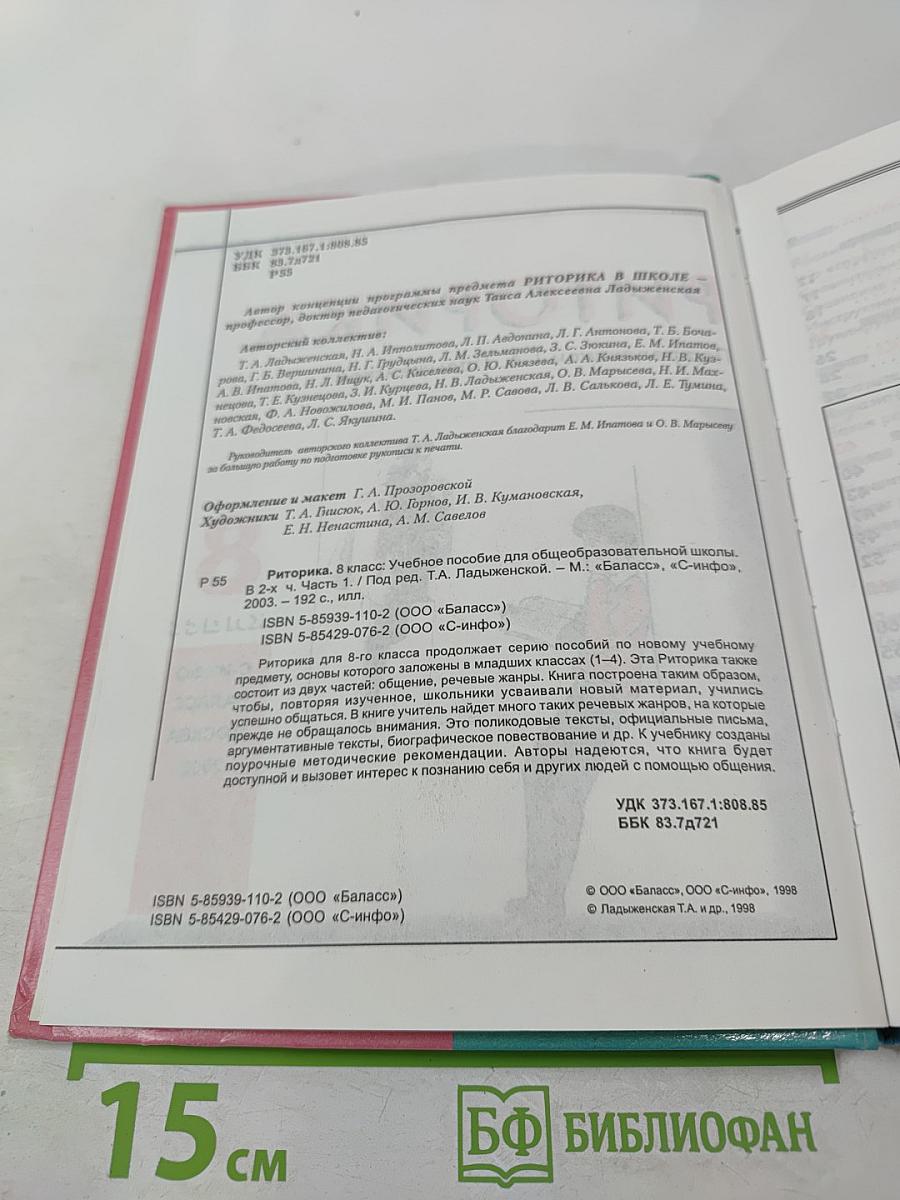 УДК 373.167.1:808.85
ББК 83.7д721
Р55
Автор концепции программы предмета РИТОРИКА В ШКОЛЕ –
профессор, доктор педагогических наук Таиса Алексеевна Ладыженская
Авторский коллектив:
Т. А. Ладыженская, Н. А. Ипполитова, Л. П. Авдонина, Л. Г. Антонова, Т. Б. Боча-
рова, Г. Б. Вершинина, Н. Г. Грудцына, Л. М. Зельманова, З. С. Зюкина, Е. М. Ипатов,
А. В. Ипатова, Н. Л. Ищук, А. С. Киселева, О. Ю. Князева, А. А. Князьков, Н. В. Куз-
нецова, Т. Е. Кузнецова, З. И. Курцева, Н. В. Ладыженская, О. В. Марысева, Н. И. Мах-
новская, Ф. А. Новожилова, М. И. Панов, М. Р. Савова, Л. В. Салькова, Л. Е. Тумина,
Т. А. Федосеева, Л. С. Якушина.
Руководитель авторского коллектива Т. А. Ладыженская благодарит Е. М. Ипатова и О. В. Марысеву
за большую работу по подготовке рукописи к печати.
Оформление и макет Г. А. Прозоровской
Художники Т. А. Гнисюк, А. Ю. Горнов, И. В. Кумановская,
Е. Н. Ненастина, А. М. Савелов
Р 55 Риторика. 8 класс: Учебное пособие для общеобразовательной школы.
В 2-х ч. Часть 1. / Под ред. Т.А. Ладыженской. – М.: «Баласс», «С-инфо»,
2003. – 192 с., илл.
ISBN 5-85939-110-2 (ООО «Баласс»)
ISBN 5-85429-076-2 (ООО «С-инфо»)
Риторика для 8-го класса продолжает серию пособий по новому учебному
предмету, основы которого заложены в младших классах (1–4). Эта Риторика также
состоит из двух частей: общение, речевые жанры. Книга построена таким образом,
чтобы, повторяя изученное, школьники усваивали новый материал, учились
успешно общаться. В книге учитель найдет много таких речевых жанров, на которые
прежде не обращалось внимания. Это поликодовые тексты, официальные письма,
аргументативные тексты, биографическое повествование и др. К учебнику созданы
поурочные методические рекомендации. Авторы надеются, что книга будет
доступной и вызовет интерес к познанию себя и других людей с помощью общения.
УДК 373.167.1:808.85
ББК 83.7д721
ISBN 5-85939-110-2 (ООО «Баласс»)
ISBN 5-85429-076-2 (ООО «С-инфо»)
© ООО «Баласс», ООО «С-инфо», 1998
© Ладыженская Т.А. и др., 1998
15 см
БФ БИБЛИОФАН